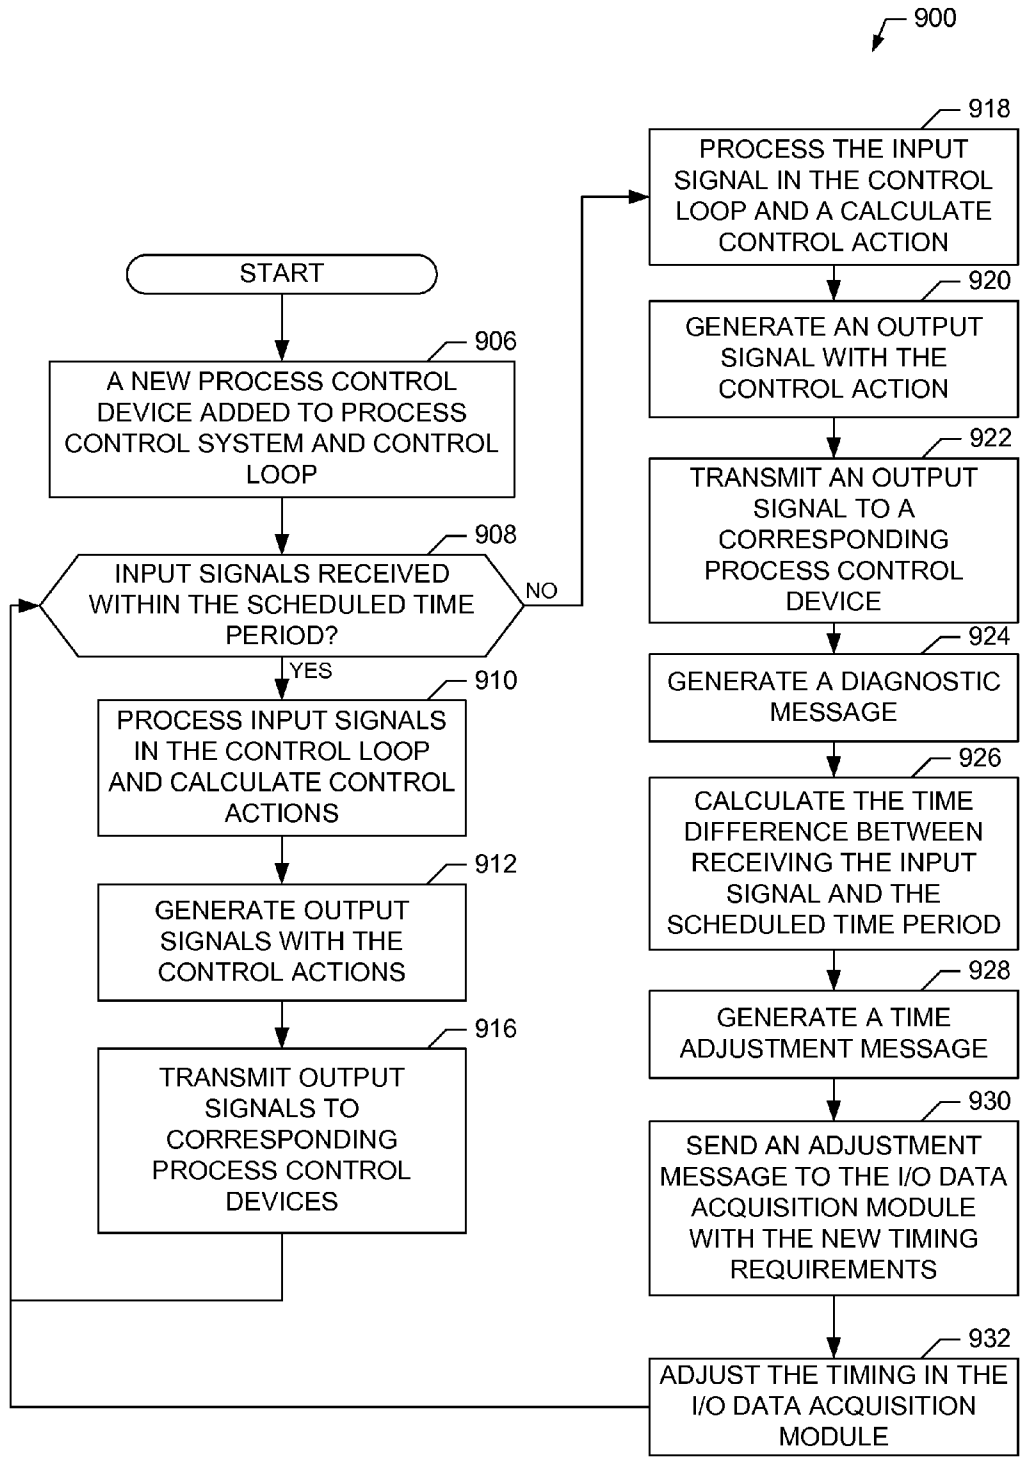 900
START
906
A NEW PROCESS CONTROL
DEVICE ADDED TO PROCESS
CONTROL SYSTEM AND CONTROL
LOOP
908
INPUT SIGNALS RECEIVED
WITHIN THE SCHEDULED TIME
PERIOD?
NO
YES
910
PROCESS INPUT SIGNALS
IN THE CONTROL LOOP
AND CALCULATE CONTROL
ACTIONS
912
GENERATE OUTPUT
SIGNALS WITH THE
CONTROL ACTIONS
916
TRANSMIT OUTPUT
SIGNALS TO
CORRESPONDING
PROCESS CONTROL
DEVICES
918
PROCESS THE INPUT
SIGNAL IN THE CONTROL
LOOP AND A CALCULATE
CONTROL ACTION
920
GENERATE AN OUTPUT
SIGNAL WITH THE
CONTROL ACTION
922
TRANSMIT AN OUTPUT
SIGNAL TO A
CORRESPONDING
PROCESS CONTROL
DEVICE
924
GENERATE A DIAGNOSTIC
MESSAGE
926
CALCULATE THE TIME
DIFFERENCE BETWEEN
RECEIVING THE INPUT
SIGNAL AND THE
SCHEDULED TIME PERIOD
928
GENERATE A TIME
ADJUSTMENT MESSAGE
930
SEND AN ADJUSTMENT
MESSAGE TO THE I/O DATA
ACQUISITION MODULE
WITH THE NEW TIMING
REQUIREMENTS
932
ADJUST THE TIMING IN THE
I/O DATA ACQUISITION
MODULE